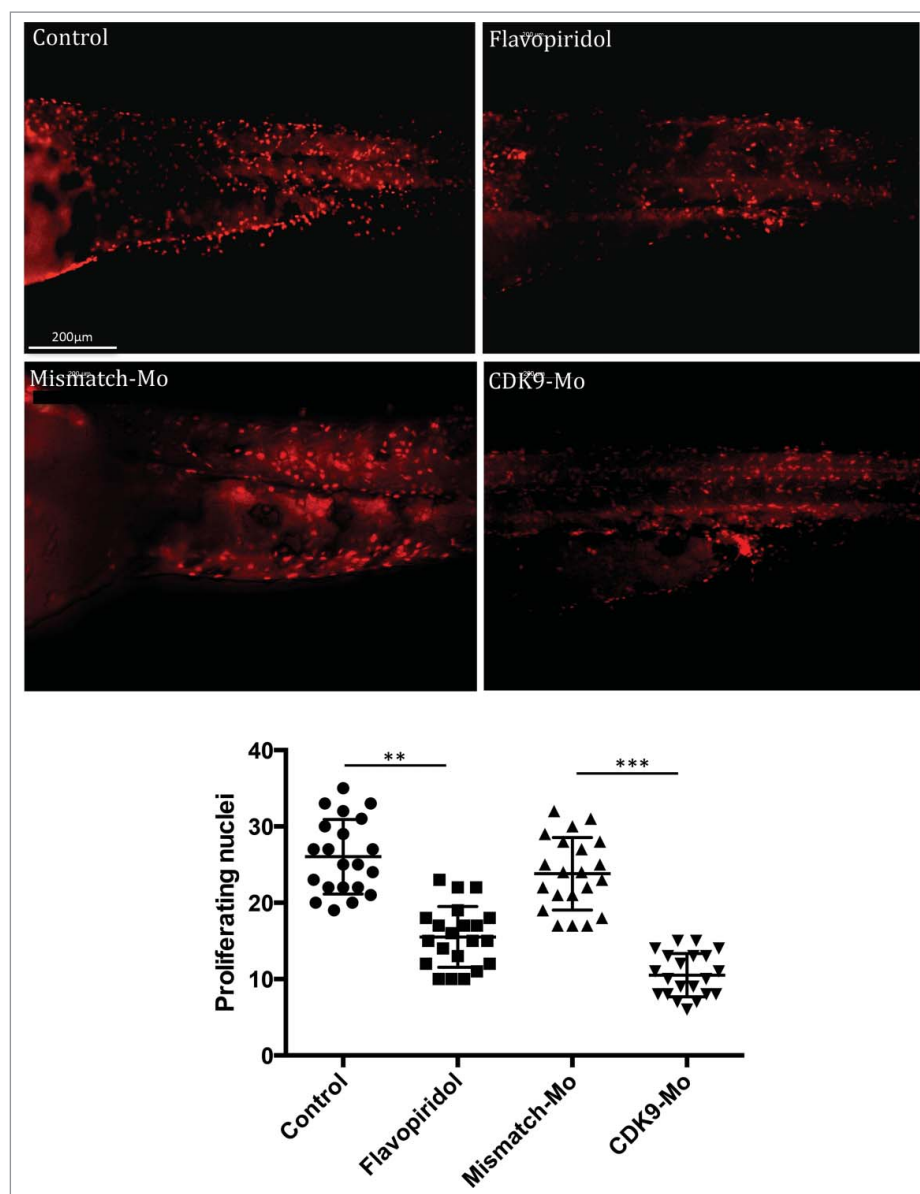 Control
Flavopiridol
200µm
Mismatch-Mo
CDK9-Mo
Proliferating nuclei
40
30
20
10
0
**
***
Control
Flavopiridol
Mismatch-Mo
CDK9-Mo